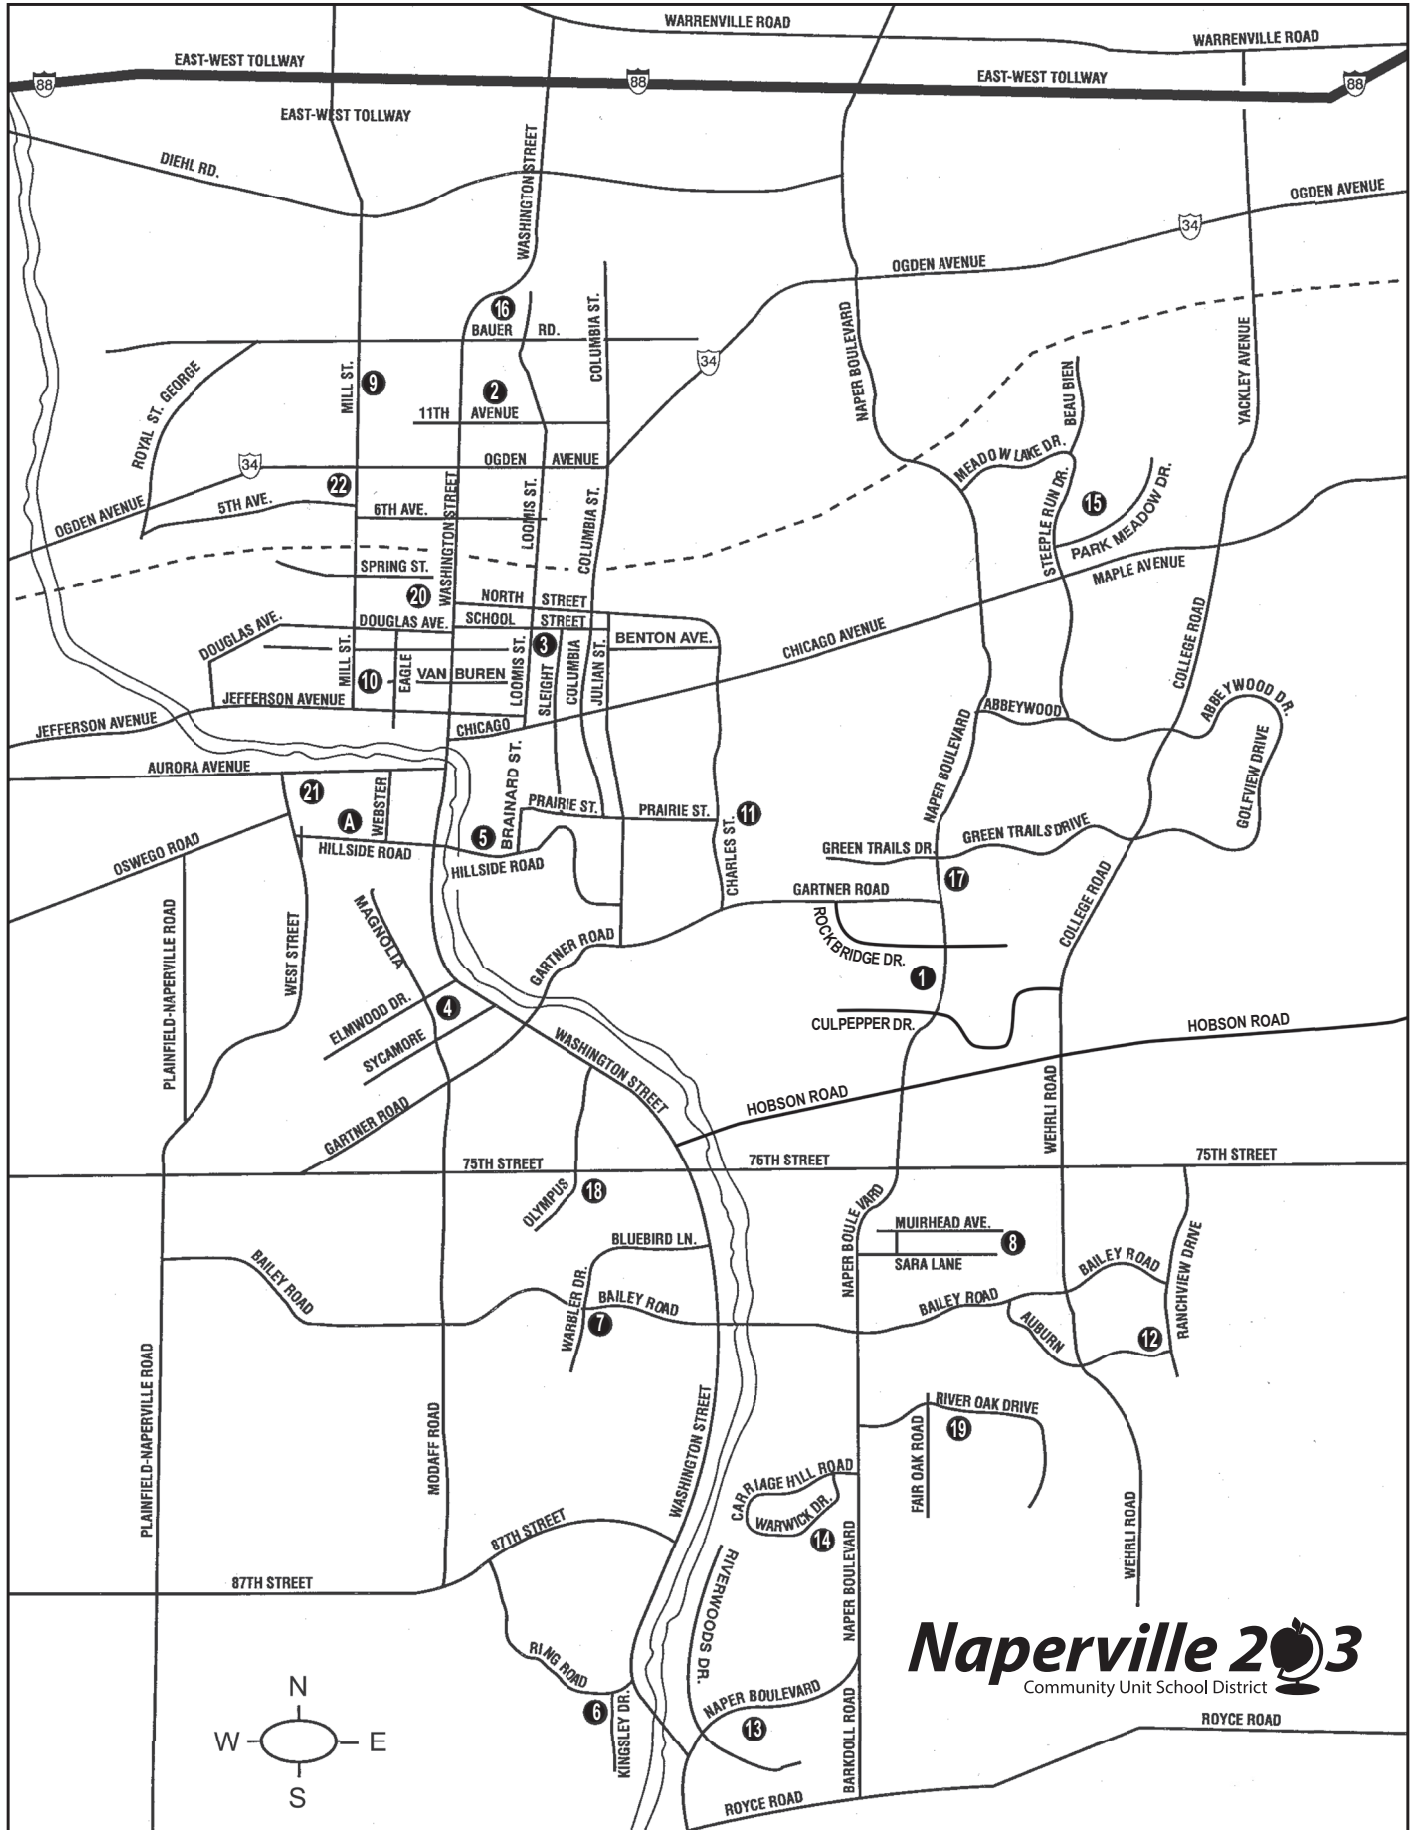 WARRENVILLE ROAD
WARRENVILLE ROAD
EAST-WEST TOLLWAY
88
88
EAST-WEST TOLLWAY
88
EAST-WEST TOLLWAY
DIEHL RD.
WASHINGTON STREET
OGDEN AVENUE
34
OGDEN AVENUE
16
BAUER RD.
COLUMBIA ST.
NAPER BOULEVARD
YACKLEY AVENUE
34
ROYAL ST. GEORGE
MILL ST.
9
2
11TH AVENUE
BEAU BIEN
MEADOW LAKE DR.
34
OGDEN AVENUE
22
OGDEN AVENUE
5TH AVE.
6TH AVE.
WASHINGTON STREET
LOOMIS ST.
COLUMBIA ST.
STEEPLE RUN DR.
15
PARK MEADOW DR.
MAPLE AVENUE
SPRING ST.
20
NORTH STREET
DOUGLAS AVE.
DOUGLAS AVE.
SCHOOL STREET
3
BENTON AVE.
CHICAGO AVENUE
COLLEGE ROAD
MILL ST.
10
EAGLE
VAN BUREN
LOOMIS ST.
SLEIGHT
COLUMBIA
JULIAN ST.
JEFFERSON AVENUE
JEFFERSON AVENUE
CHICAGO
ABBEYWOOD
ABBEYWOOD DR.
GOLFVIEW DRIVE
NAPER BOULEVARD
AURORA AVENUE
21
A
WEBSTER
BRAINARD ST.
PRAIRIE ST.
PRAIRIE ST.
11
CHARLES ST.
5
HILLSIDE ROAD
HILLSIDE ROAD
OSWEGO ROAD
GREEN TRAILS DR.
GREEN TRAILS DRIVE
17
GARTNER ROAD
COLLEGE ROAD
PLAINFIELD-NAPERVILLE ROAD
WEST STREET
MAGNOLIA
GARTNER ROAD
ROCKBRIDGE DR.
1
ELMWOOD DR.
4
SYCAMORE
CULPEPPER DR.
HOBSON ROAD
WASHINGTON STREET
HOBSON ROAD
WEHRLI ROAD
GARTNER ROAD
75TH STREET
75TH STREET
75TH STREET
OLYMPUS
18
NAPER BOULEVARD
MUIRHEAD AVE.
8
SARA LANE
BLUEBIRD LN.
BAILEY ROAD
WARBLER DR.
BAILEY ROAD
7
BAILEY ROAD
BAILEY ROAD
RANCHVIEW DRIVE
AUBURN
12
PLAINFIELD-NAPERVILLE ROAD
MODAFF ROAD
WASHINGTON STREET
RIVER OAK DRIVE
19
FAIR OAK ROAD
CARRIAGE HILL ROAD
WARWICK DR.
14
WEHRLI ROAD
87TH STREET
87TH STREET
RIVERWOODS DR.
NAPER BOULEVARD
RING ROAD
6
KINGSLEY DR.
NAPER BOULEVARD
13
BARKDOLL ROAD
ROYCE ROAD
ROYCE ROAD
Naperville 203
Community Unit School District
N
W E
S